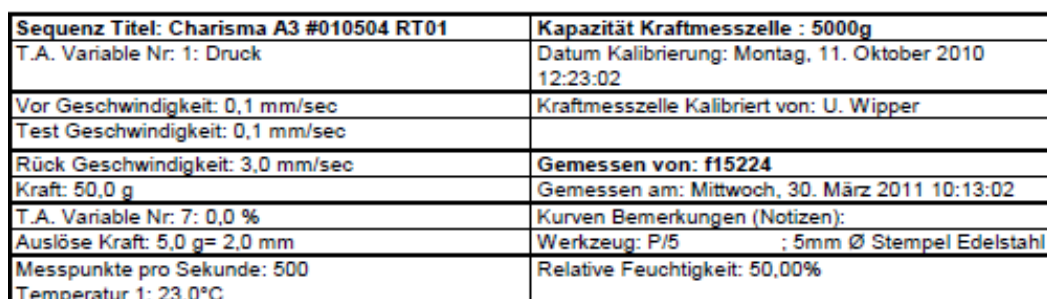 Sequenz Titel: Charisma A3 #010504 RT01
Kapazität Kraftmesszelle : 5000g
T.A. Variable Nr: 1: Druck
Datum Kalibrierung: Montag, 11. Oktober 2010
12:23:02
Vor Geschwindigkeit: 0,1 mm/sec
Kraftmesszelle Kalibriert von: U. Wipper
Test Geschwindigkeit: 0,1 mm/sec
Rück Geschwindigkeit: 3,0 mm/sec
Gemessen von: f15224
Kraft: 50,0 g
Gemessen am: Mittwoch, 30. März 2011 10:13:02
T.A. Variable Nr: 7: 0,0 %
Kurven Bemerkungen (Notizen):
Auslöse Kraft: 5,0 g= 2,0 mm
Werkzeug: P/5 ; 5mm Ø Stempel Edelstahl
Messpunkte pro Sekunde: 500
Relative Feuchtigkeit: 50,00%
Temperatur 1: 23,0°C